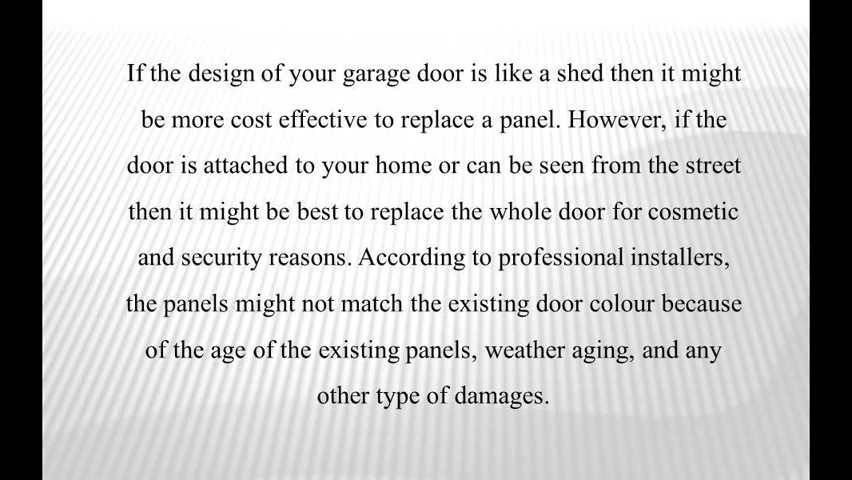 If the design of your garage door is like a shed then it might
be more cost effective to replace a panel. However, if the
door is attached to your home or can be seen from the street
then it might be best to replace the whole door for cosmetic
and security reasons. According to professional installers,
the panels might not match the existing door colour because
of the age of the existing panels, weather aging, and any
other type of damages.